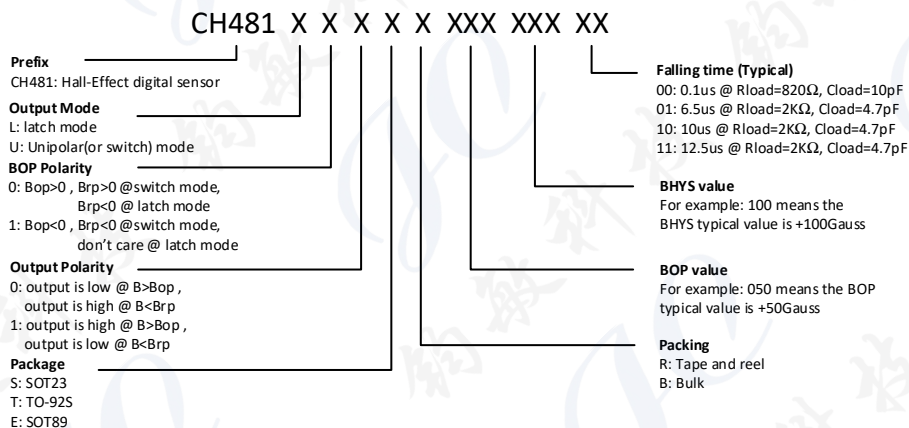 CH481 X X X X X XXX XXX XX
Prefix
CH481: Hall-Effect digital sensor
Output Mode
L: latch mode
U: Unipolar(or switch) mode
BOP Polarity
0: Bop>0 , Brp>0 @switch mode,
Brp<0 @ latch mode
1: Bop<0 , Brp<0 @switch mode,
don't care @ latch mode
Output Polarity
0: output is low @ B>Bop ,
output is high @ B<Brp
1: output is high @ B>Bop ,
output is low @ B<Brp
Package
S: SOT23
T: TO-92S
E: SOT89
Falling time (Typical)
00: 0.1us @ Rload=820Ω, Cload=10pF
01: 6.5us @ Rload=2KΩ, Cload=4.7pF
10: 10us @ Rload=2KΩ, Cload=4.7pF
11: 12.5us @ Rload=2KΩ, Cload=4.7pF
BHYS value
For example: 100 means the
BHYS typical value is +100Gauss
BOP value
For example: 050 means the BOP
typical value is +50Gauss
Packing
R: Tape and reel
B: Bulk